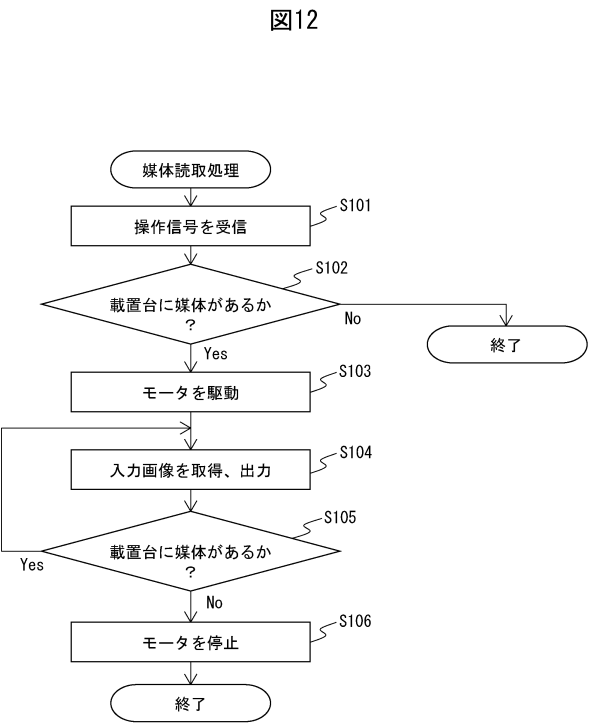 図12
媒体読取処理
S101
操作信号を受信
S102
載置台に媒体があるか
？
No
終了
Yes
S103
モータを駆動
S104
入力画像を取得、出力
S105
載置台に媒体があるか
？
Yes
No
S106
モータを停止
終了